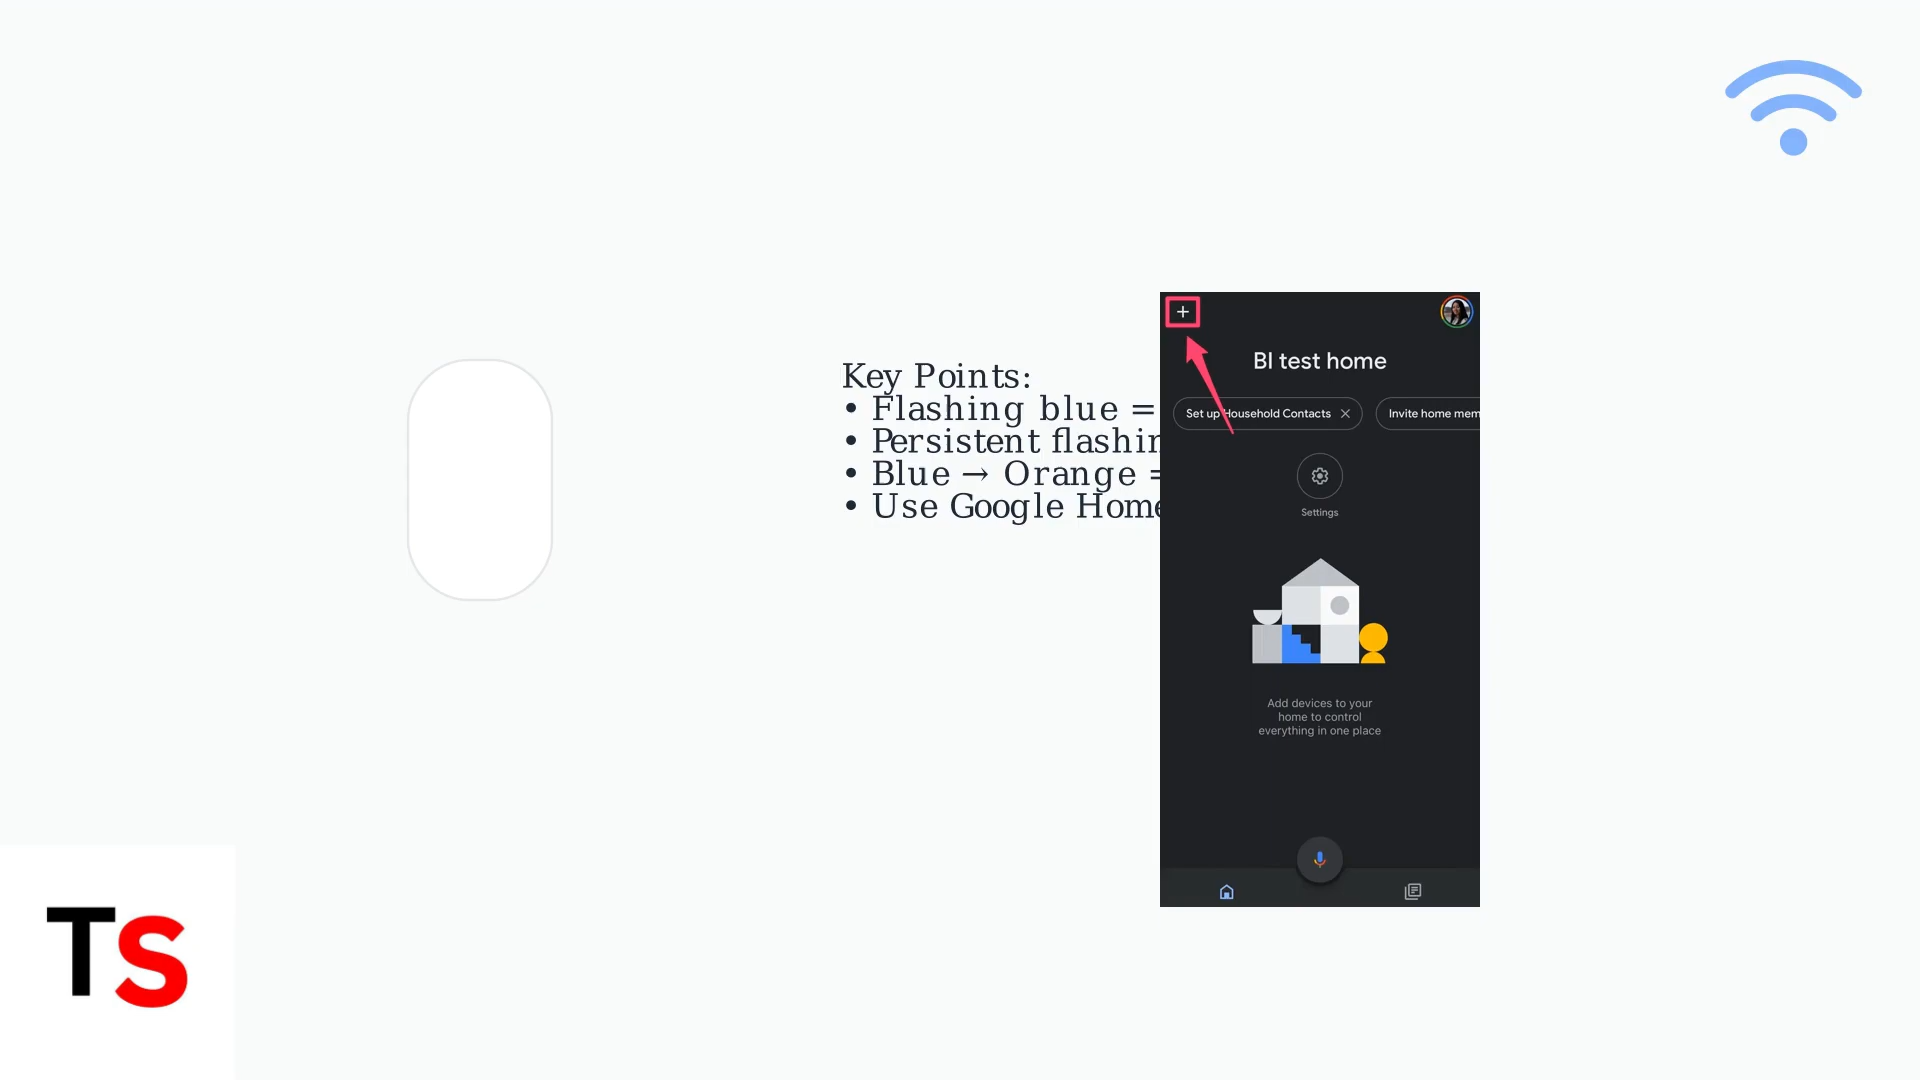 Key Points:
• Flashing blue =
• Persistent flashin
• Blue → Orange =
• Use Google Home
+
BI test home
Set up Household Contacts
Invite home mem
Settings
Add devices to your
home to control
everything in one place
TS